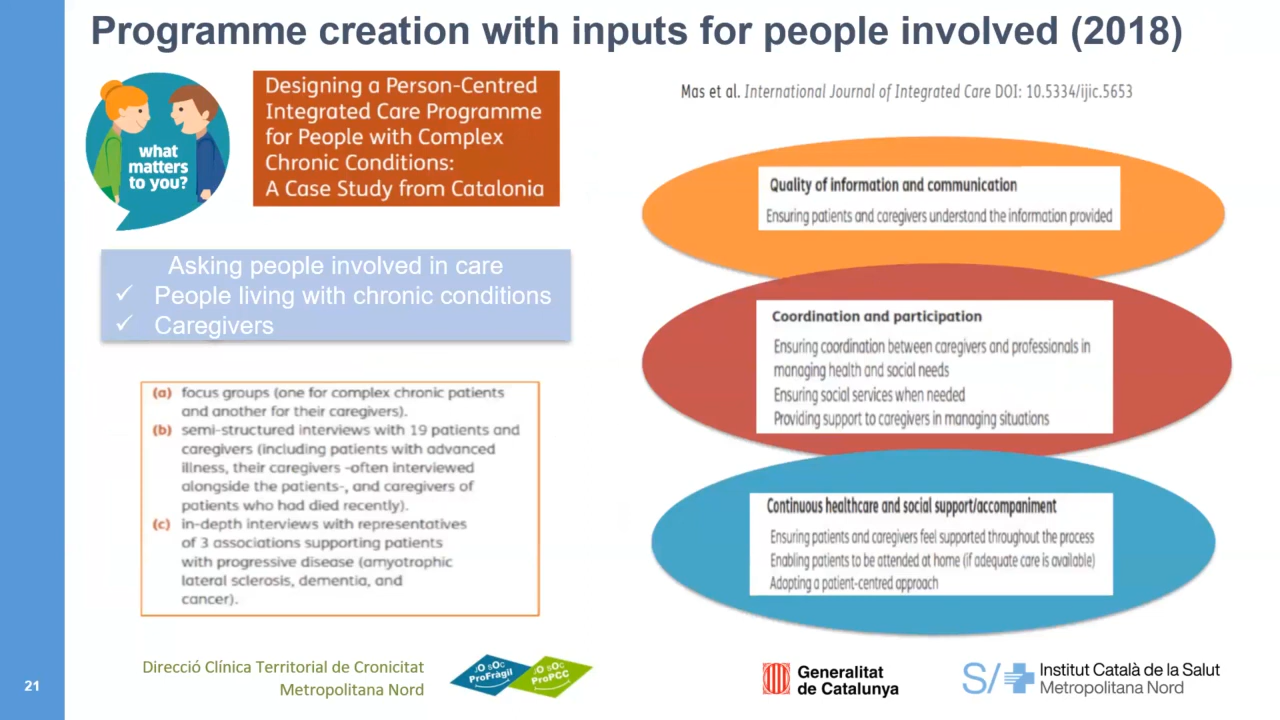 Programme creation with inputs for people involved (2018)
what
matters
to you?
Designing a Person-Centred
Integrated Care Programme
for People with Complex
Chronic Conditions:
A Case Study from Catalonia
Mas et al. International Journal of Integrated Care DOI: 10.5334/ijic.5653
Asking people involved in care
✓ People living with chronic conditions
✓ Caregivers
(a) focus groups (one for complex chronic patients
and another for their caregivers).
(b) semi-structured interviews with 19 patients and
caregivers (including patients with advanced
illness, their caregivers -often interviewed
alongside the patients-, and caregivers of
patients who had died recently).
(c) in-depth interviews with representatives
of 3 associations supporting patients
with progressive disease (amyotrophic
lateral sclerosis, dementia, and
cancer).
Quality of information and communication
Ensuring patients and caregivers understand the information provided
Coordination and participation
Ensuring coordination between caregivers and professionals in
managing health and social needs
Ensuring social services when needed
Providing support to caregivers in managing situations
Continuous healthcare and social support/accompaniment
Ensuring patients and caregivers feel supported throughout the process
Enabling patients to be attended at home (if adequate care is available)
Adopting a patient-centred approach
21
Direcció Clínica Territorial de Cronicitat
Metropolitana Nord
jO sOc
ProFràgil
jO sOc
ProPCC
Generalitat
de Catalunya
S/
Institut Català de la Salut
Metropolitana Nord